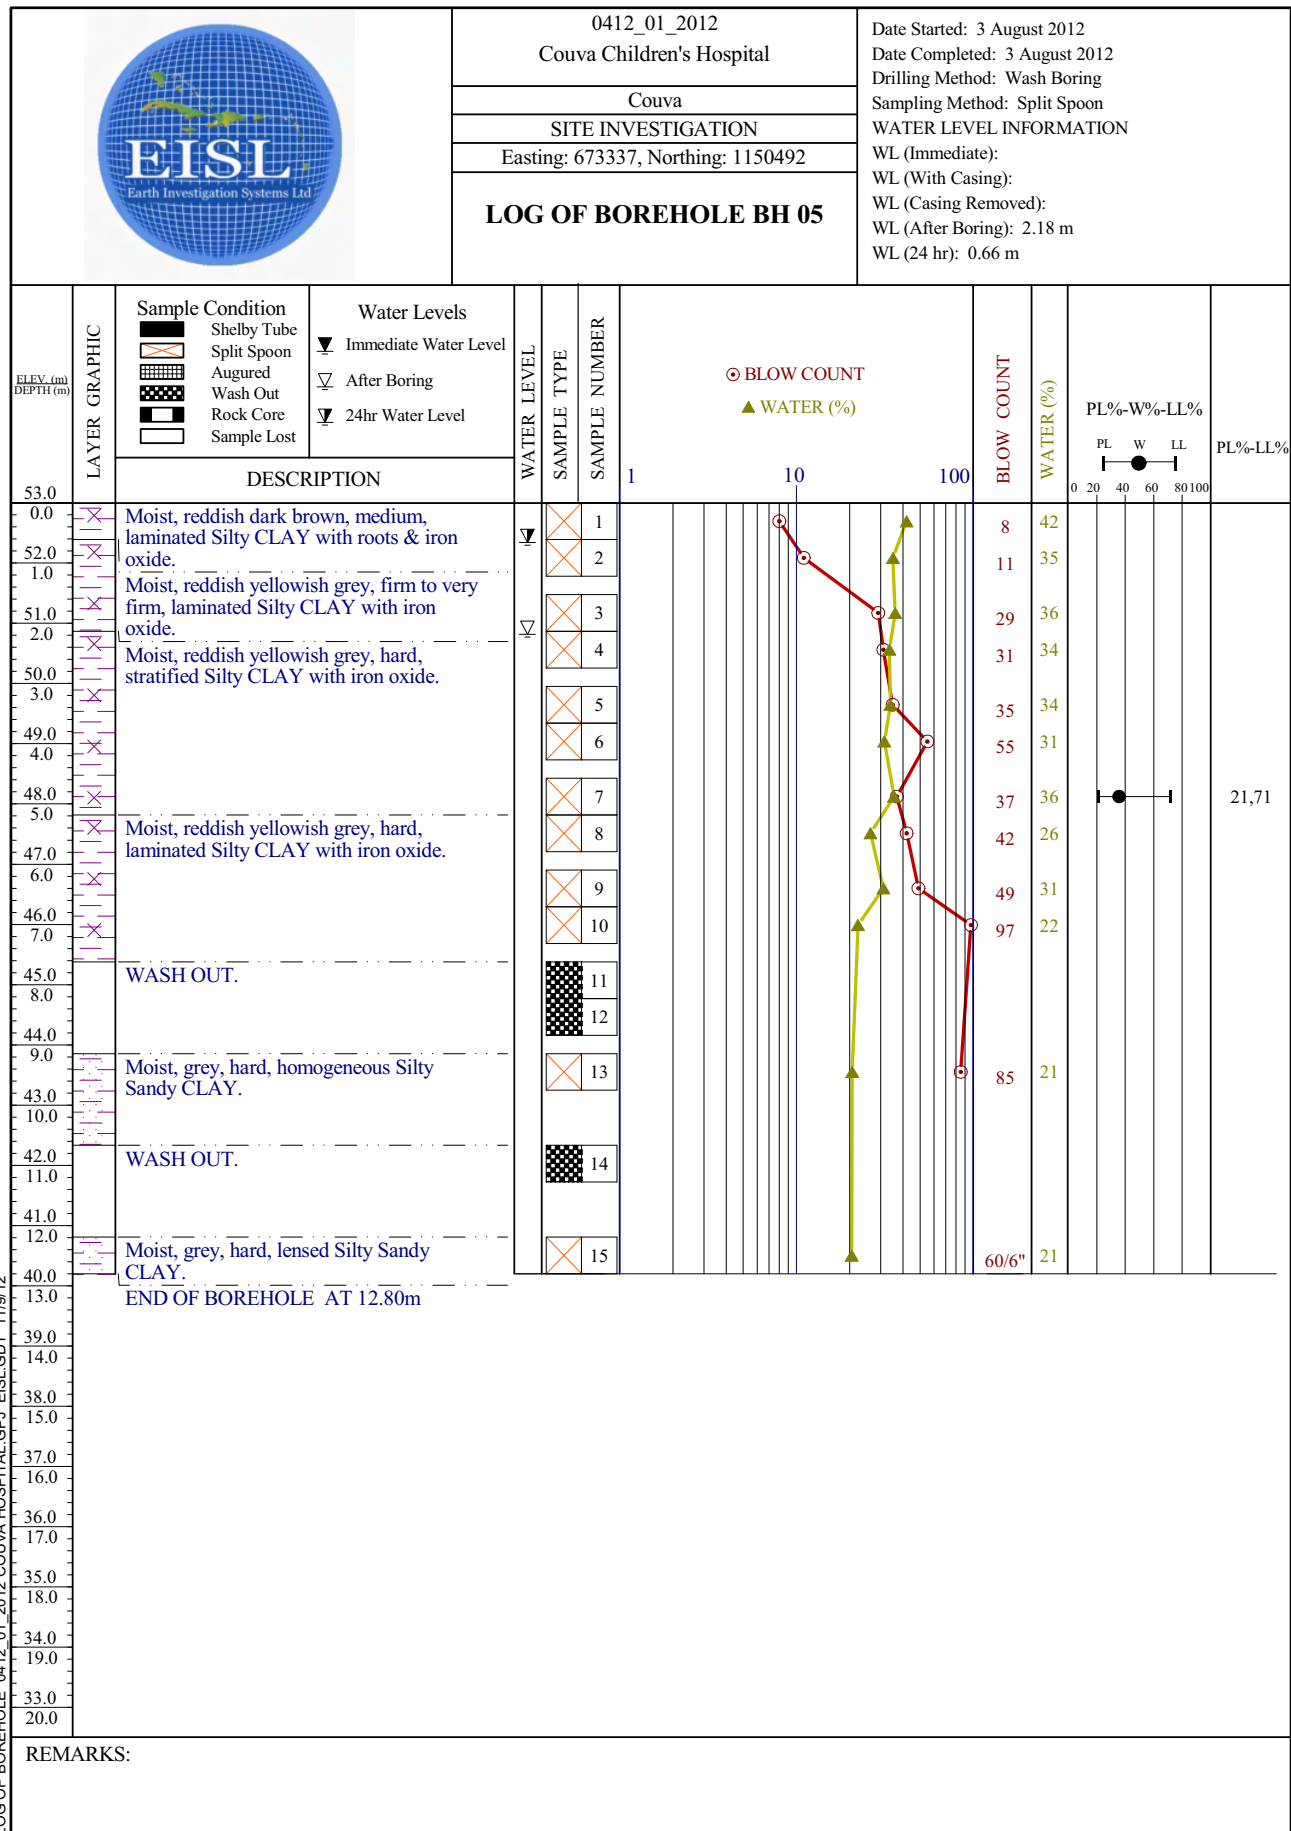 EISL
Earth Investigation Systems Ltd
0412_01_2012
Couva Children's Hospital
Couva
SITE INVESTIGATION
Easting: 673337, Northing: 1150492
LOG OF BOREHOLE BH 05
Date Started: 3 August 2012
Date Completed: 3 August 2012
Drilling Method: Wash Boring
Sampling Method: Split Spoon
WATER LEVEL INFORMATION
WL (Immediate):
WL (With Casing):
WL (Casing Removed):
WL (After Boring): 2.18 m
WL (24 hr): 0.66 m
ELEV. (m)
DEPTH (m)
LAYER GRAPHIC
Sample Condition
Shelby Tube
Split Spoon
Augured
Wash Out
Rock Core
Sample Lost
Water Levels
Immediate Water Level
After Boring
24hr Water Level
DESCRIPTION
WATER LEVEL
SAMPLE TYPE
SAMPLE NUMBER
BLOW COUNT
WATER (%)
1 10 100
BLOW COUNT
WATER (%)
PL%-W%-LL%
PL W LL
0 20 40 60 80 100
PL%-LL%
53.0
0.0
52.0
1.0
51.0
2.0
50.0
3.0
49.0
4.0
48.0
5.0
47.0
6.0
46.0
7.0
45.0
8.0
44.0
9.0
43.0
10.0
42.0
11.0
41.0
12.0
40.0
13.0
39.0
14.0
38.0
15.0
37.0
16.0
36.0
17.0
35.0
18.0
34.0
19.0
33.0
20.0
Moist, reddish dark brown, medium,
laminated Silty CLAY with roots & iron
oxide.
Moist, reddish yellowish grey, firm to very
firm, laminated Silty CLAY with iron
oxide.
Moist, reddish yellowish grey, hard,
stratified Silty CLAY with iron oxide.
Moist, reddish yellowish grey, hard,
laminated Silty CLAY with iron oxide.
WASH OUT.
Moist, grey, hard, homogeneous Silty
Sandy CLAY.
WASH OUT.
Moist, grey, hard, lensed Silty Sandy
CLAY.
END OF BOREHOLE AT 12.80m
1 8 42
2 11 35
3 29 36
4 31 34
5 35 34
6 55 31
7 37 36 21,71
8 42 26
9 49 31
10 97 22
11
12
13 85 21
14
15 60/6" 21
REMARKS:
LOG OF BOREHOLE 0412_01_2012 COUVA HOSPITAL.GPJ EISL.GDT 11/9/12